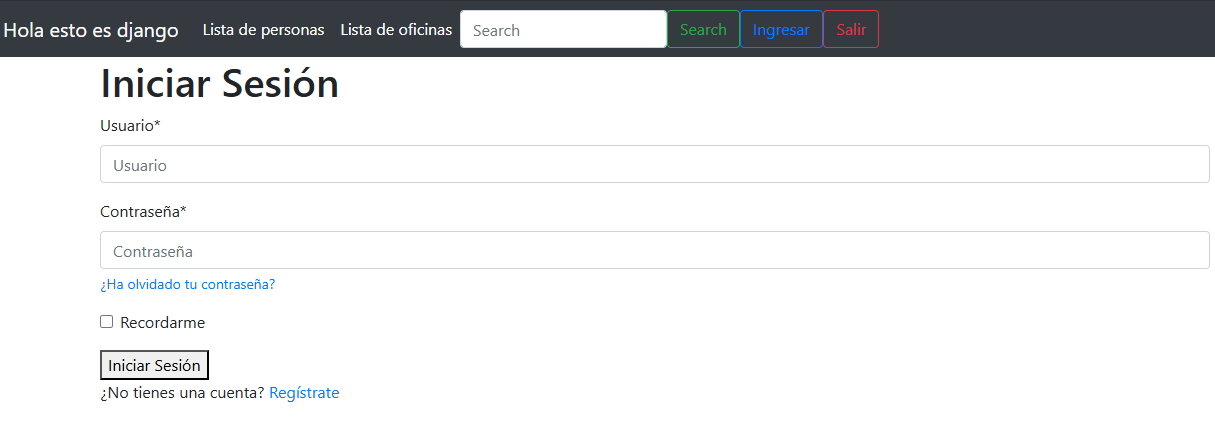 Hola esto es django Lista de personas Lista de oficinas Search Search Ingresar Salir
Iniciar Sesión
Usuario*
Usuario
Contraseña*
Contraseña
¿Ha olvidado tu contraseña?
Recordarme
Iniciar Sesión
¿No tienes una cuenta? Regístrate